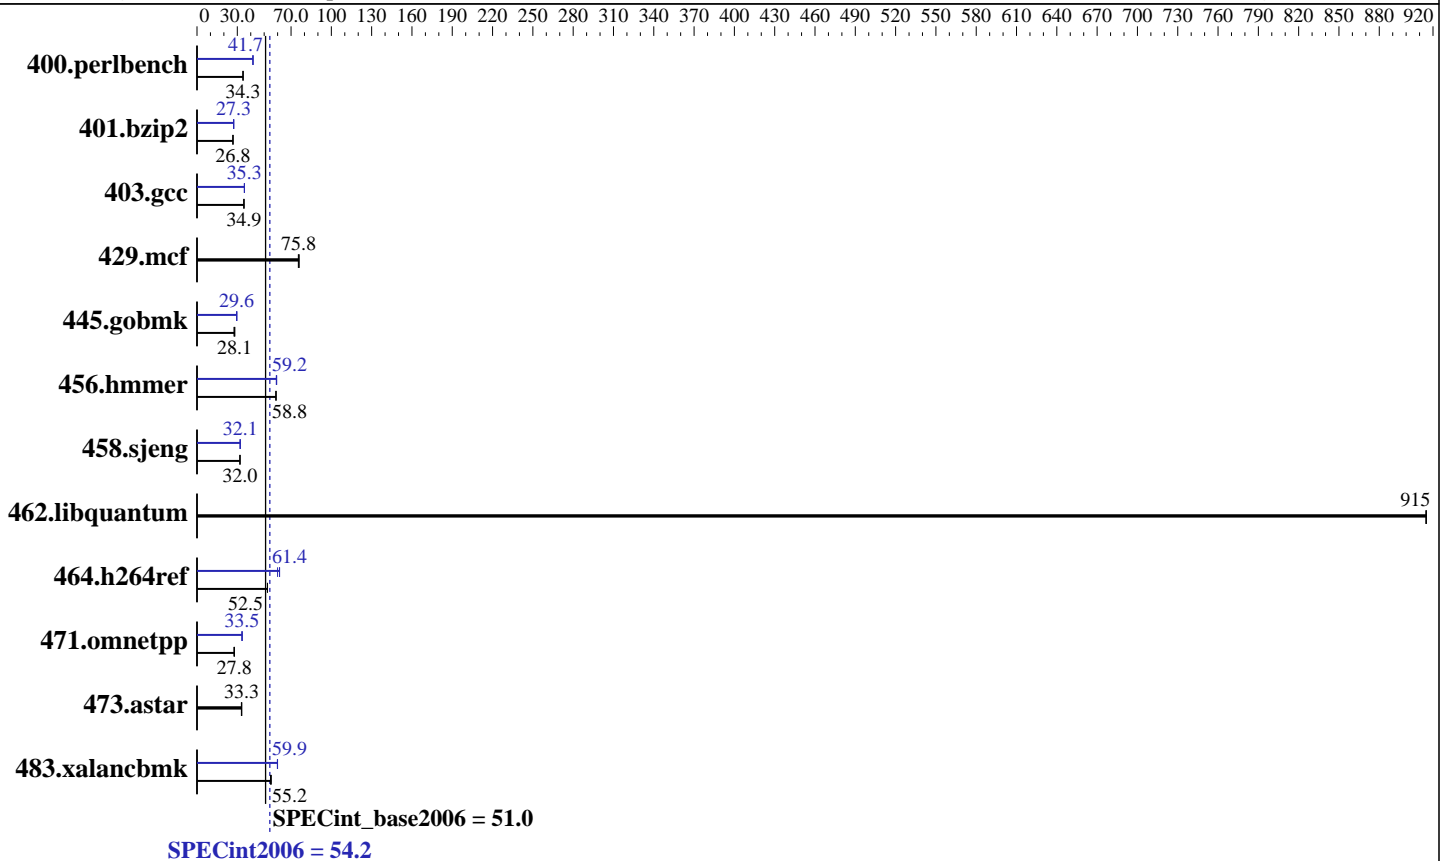 0 30.0 70.0 100 130 160 190 220 250 280 310 340 370 400 430 460 490 520 550 580 610 640 670 700 730 760 790 820 850 880 920
41.7
400.perlbench
34.3
27.3
401.bzip2
26.8
35.3
403.gcc
34.9
75.8
429.mcf
29.6
445.gobmk
28.1
59.2
456.hmmer
58.8
32.1
458.sjeng
32.0
915
462.libquantum
61.4
464.h264ref
52.5
33.5
471.omnetpp
27.8
33.3
473.astar
59.9
483.xalancbmk
55.2
SPECint_base2006 = 51.0
SPECint2006 = 54.2